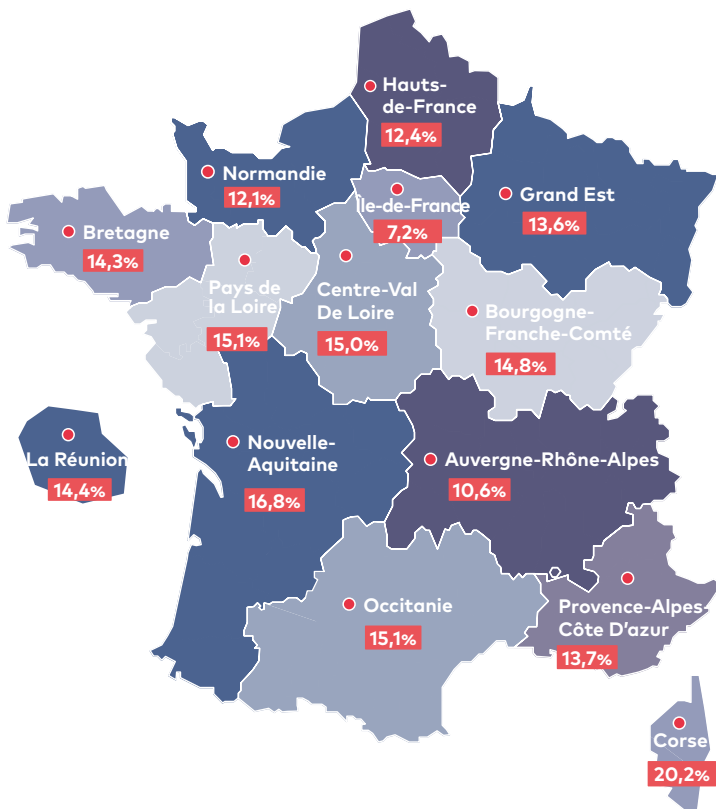 Hauts-
de-France
12,4%
Normandie
12,1%
Île-de-France
7,2%
Grand Est
13,6%
Bretagne
14,3%
Pays de
la Loire
15,1%
Centre-Val
De Loire
15,0%
Bourgogne-
Franche-Comté
14,8%
La Réunion
14,4%
Nouvelle-
Aquitaine
16,8%
Auvergne-Rhône-Alpes
10,6%
Occitanie
15,1%
Provence-Alpes-
Côte D'azur
13,7%
Corse
20,2%